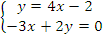 y = 4x − 2
−3x + 2y = 0